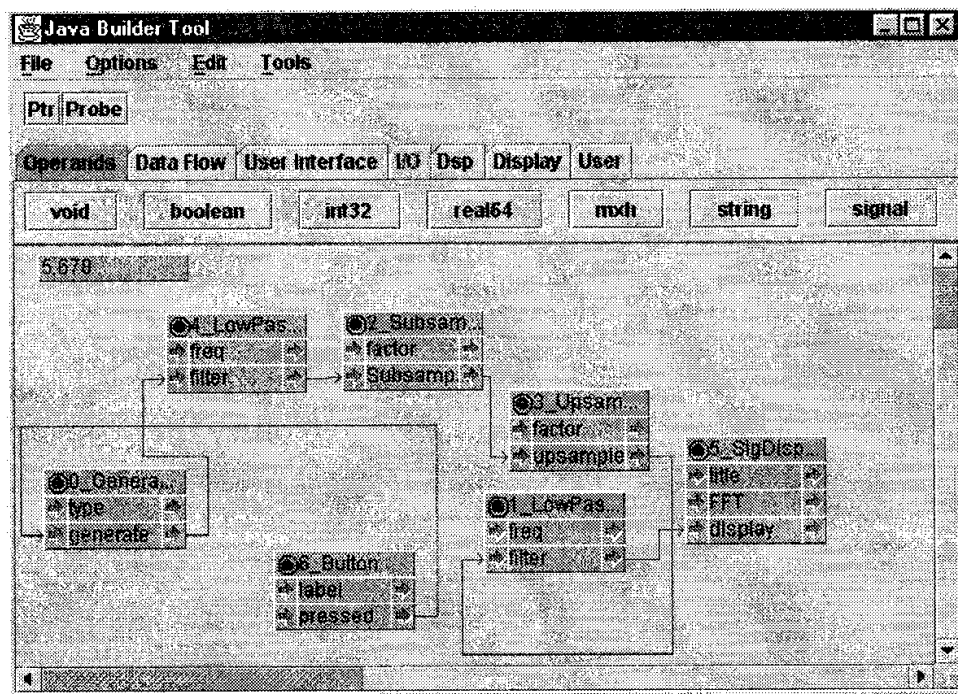 Java Builder Tool
File Options Edit Tools
Ptr Probe
Operands Data Flow User Interface I/O Dsp Display User
void boolean int32 real64 mxh string signal
5,678
4_LowPas...
freq
filter
2_Subsam...
factor
Subsamp
3_Upsam...
factor
upsample
0_Genera...
type
generate
1_LowPas...
freq
filter
5_SigDisp...
title
FFT
display
6_Button
label
pressed